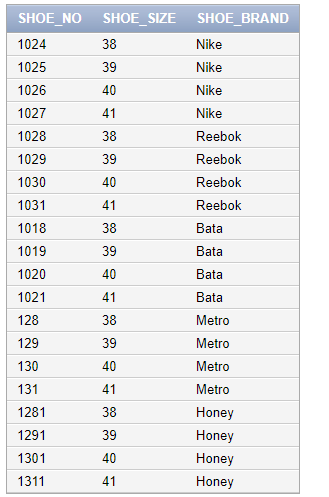 SHOE_NO SHOE_SIZE SHOE_BRAND
1024 38 Nike
1025 39 Nike
1026 40 Nike
1027 41 Nike
1028 38 Reebok
1029 39 Reebok
1030 40 Reebok
1031 41 Reebok
1018 38 Bata
1019 39 Bata
1020 40 Bata
1021 41 Bata
128 38 Metro
129 39 Metro
130 40 Metro
131 41 Metro
1281 38 Honey
1291 39 Honey
1301 40 Honey
1311 41 Honey